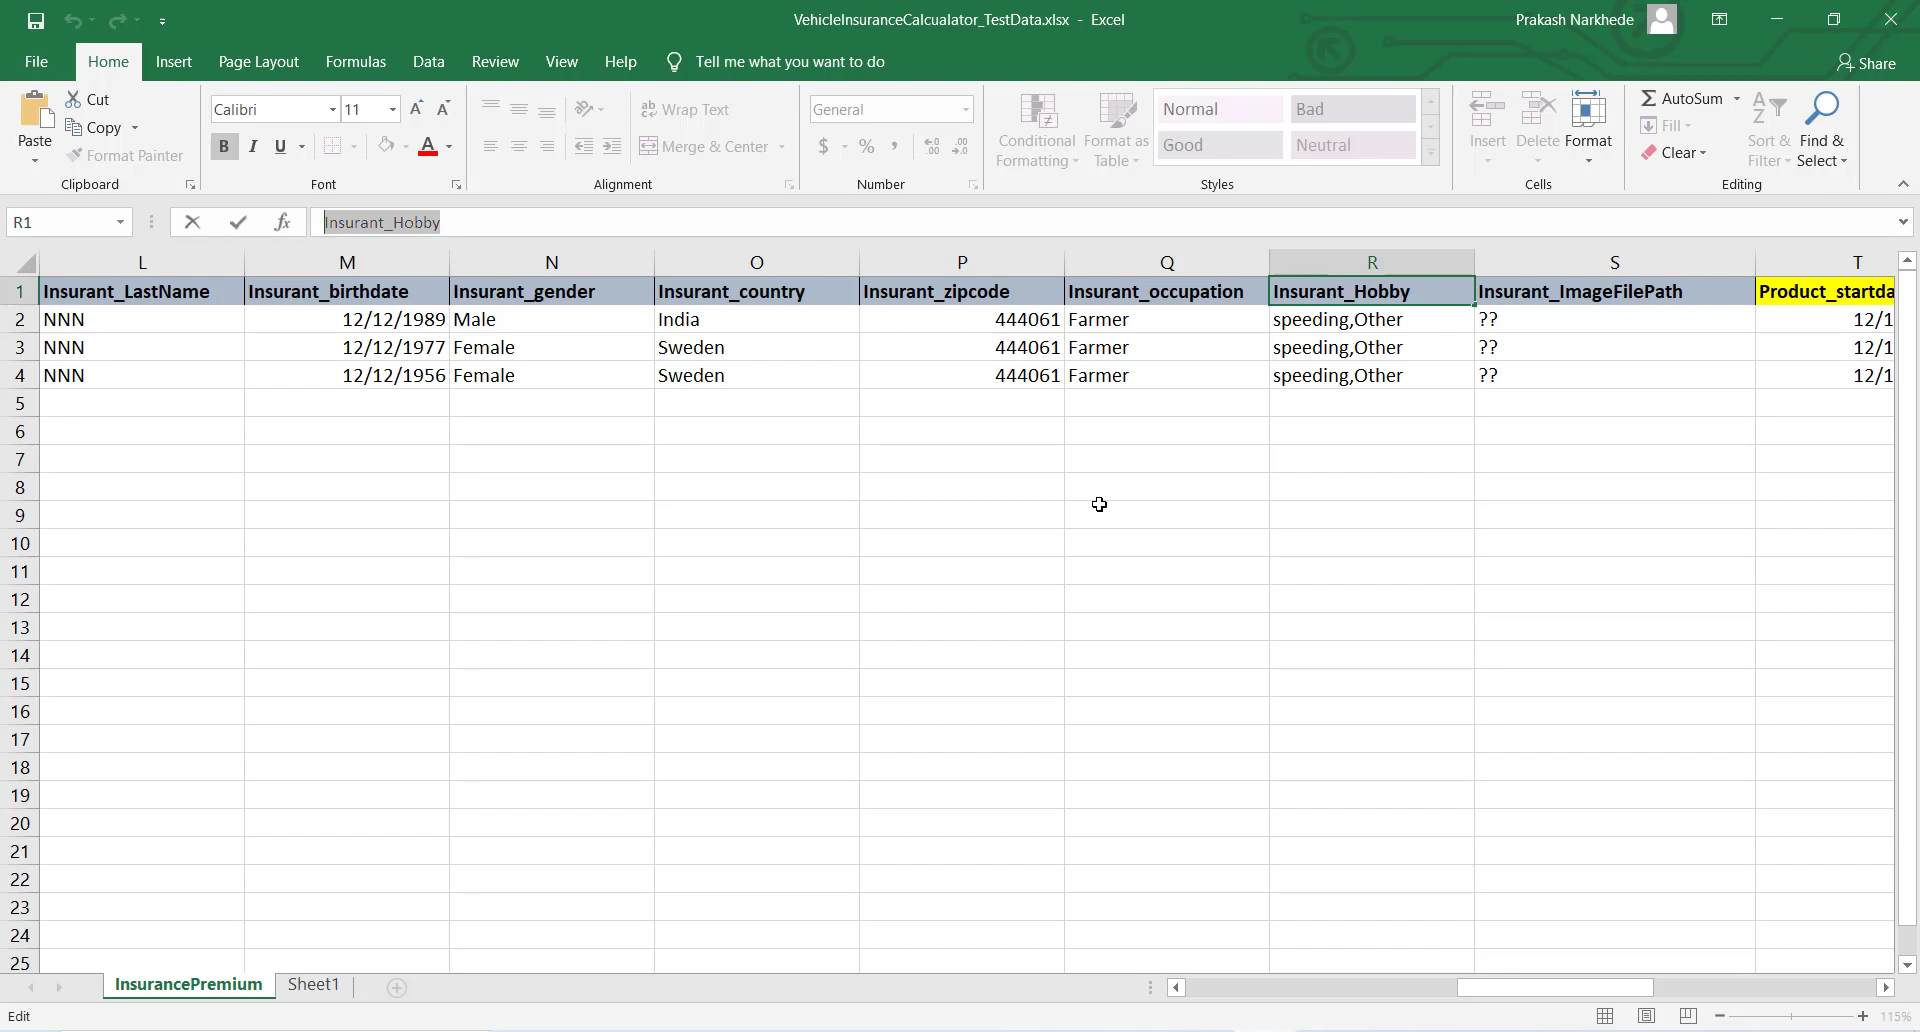 VehicleInsuranceCalcualator_TestData.xlsx - Excel
Prakash Narkhede
File Home Insert Page Layout Formulas Data Review View Help Tell me what you want to do Share
Paste
Cut
Copy
Format Painter
Clipboard
Calibri 11 A A
B I U A
Font
ab Wrap Text
Merge & Center
Alignment
General
$ % ,
Number
Conditional Formatting
Format as Table
Normal Bad
Good Neutral
Styles
Insert Delete Format
Cells
AutoSum
Fill
Clear
Sort & Filter
Find & Select
Editing
R1 fx Insurant_Hobby
L M N O P Q R S T
1 Insurant_LastName Insurant_birthdate Insurant_gender Insurant_country Insurant_zipcode Insurant_occupation Insurant_Hobby Insurant_ImageFilePath Product_startda
2 NNN 12/12/1989 Male India 444061 Farmer speeding,Other ?? 12/1
3 NNN 12/12/1977 Female Sweden 444061 Farmer speeding,Other ?? 12/1
4 NNN 12/12/1956 Female Sweden 444061 Farmer speeding,Other ?? 12/1
5
6
7
8
9
10
11
12
13
14
15
16
17
18
19
20
21
22
23
24
25
InsurancePremium Sheet1
Edit 115%